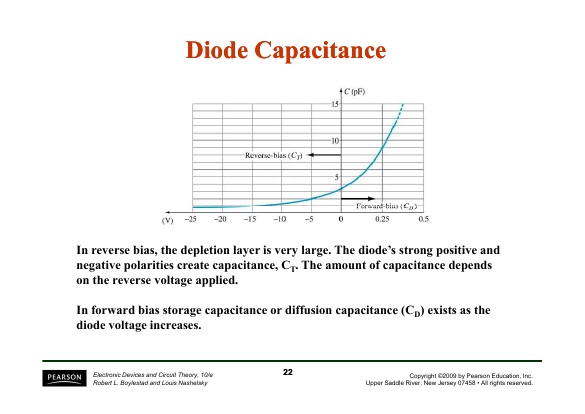 Diode Capacitance
C (pF)
15
10
Reverse-bias (C_T)
5
Forward-bias (C_D)
(V) −25 −20 −15 −10 −5 0 0.25 0.5
In reverse bias, the depletion layer is very large. The diode's strong positive and
negative polarities create capacitance, C_T. The amount of capacitance depends
on the reverse voltage applied.
In forward bias storage capacitance or diffusion capacitance (C_D) exists as the
diode voltage increases.
PEARSON
Electronic Devices and Circuit Theory, 10/e
Robert L. Boylestad and Louis Nashelsky
22
Copyright ©2009 by Pearson Education, Inc.
Upper Saddle River, New Jersey 07458 • All rights reserved.